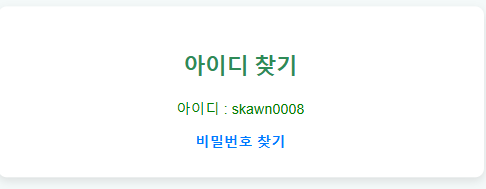 아이디 찾기
아이디 : skawn0008
비밀번호 찾기